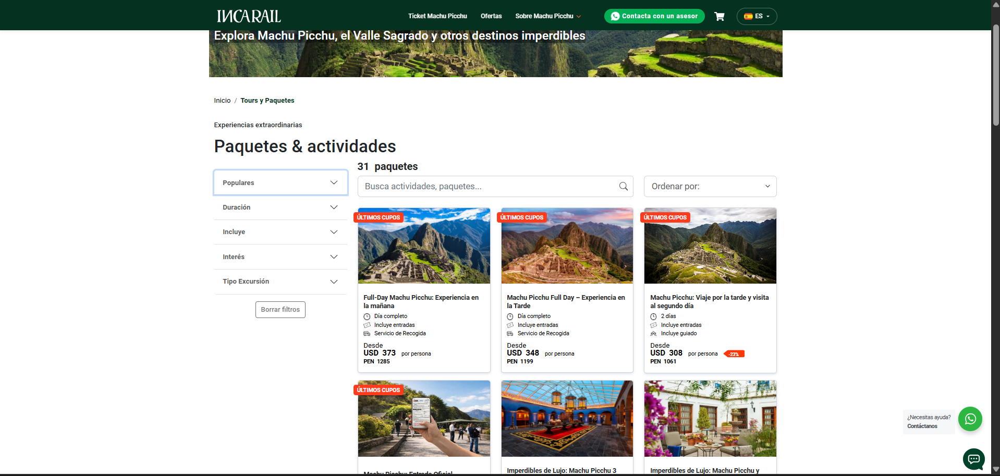 INCARAIL
Ticket Machu Picchu
Ofertas
Sobre Machu Picchu
Contacta con un asesor
ES
Explora Machu Picchu, el Valle Sagrado y otros destinos imperdibles
Inicio / Tours y Paquetes
Experiencias extraordinarias
Paquetes & actividades
Populares
Duración
Incluye
Interés
Tipo Excursión
Borrar filtros
31 paquetes
Busca actividades, paquetes...
Ordenar por:
ÚLTIMOS CUPOS
Full-Day Machu Picchu: Experiencia en
la mañana
Día completo
Incluye entradas
Servicio de Recogida
Desde
USD 373 por persona
PEN 1285
ÚLTIMOS CUPOS
Machu Picchu Full Day – Experiencia en
la Tarde
Día completo
Incluye entradas
Servicio de Recogida
Desde
USD 348 por persona
PEN 1199
ÚLTIMOS CUPOS
Machu Picchu: Viaje por la tarde y visita
al segundo día
2 días
Incluye entradas
Incluye guiado
Desde
USD 308 por persona -23%
PEN 1061
ÚLTIMOS CUPOS
Machu Picchu: Entrada Oficial
Imperdibles de Lujo: Machu Picchu 3
Imperdibles de Lujo: Machu Picchu y
¿Necesitas ayuda?
Contáctanos